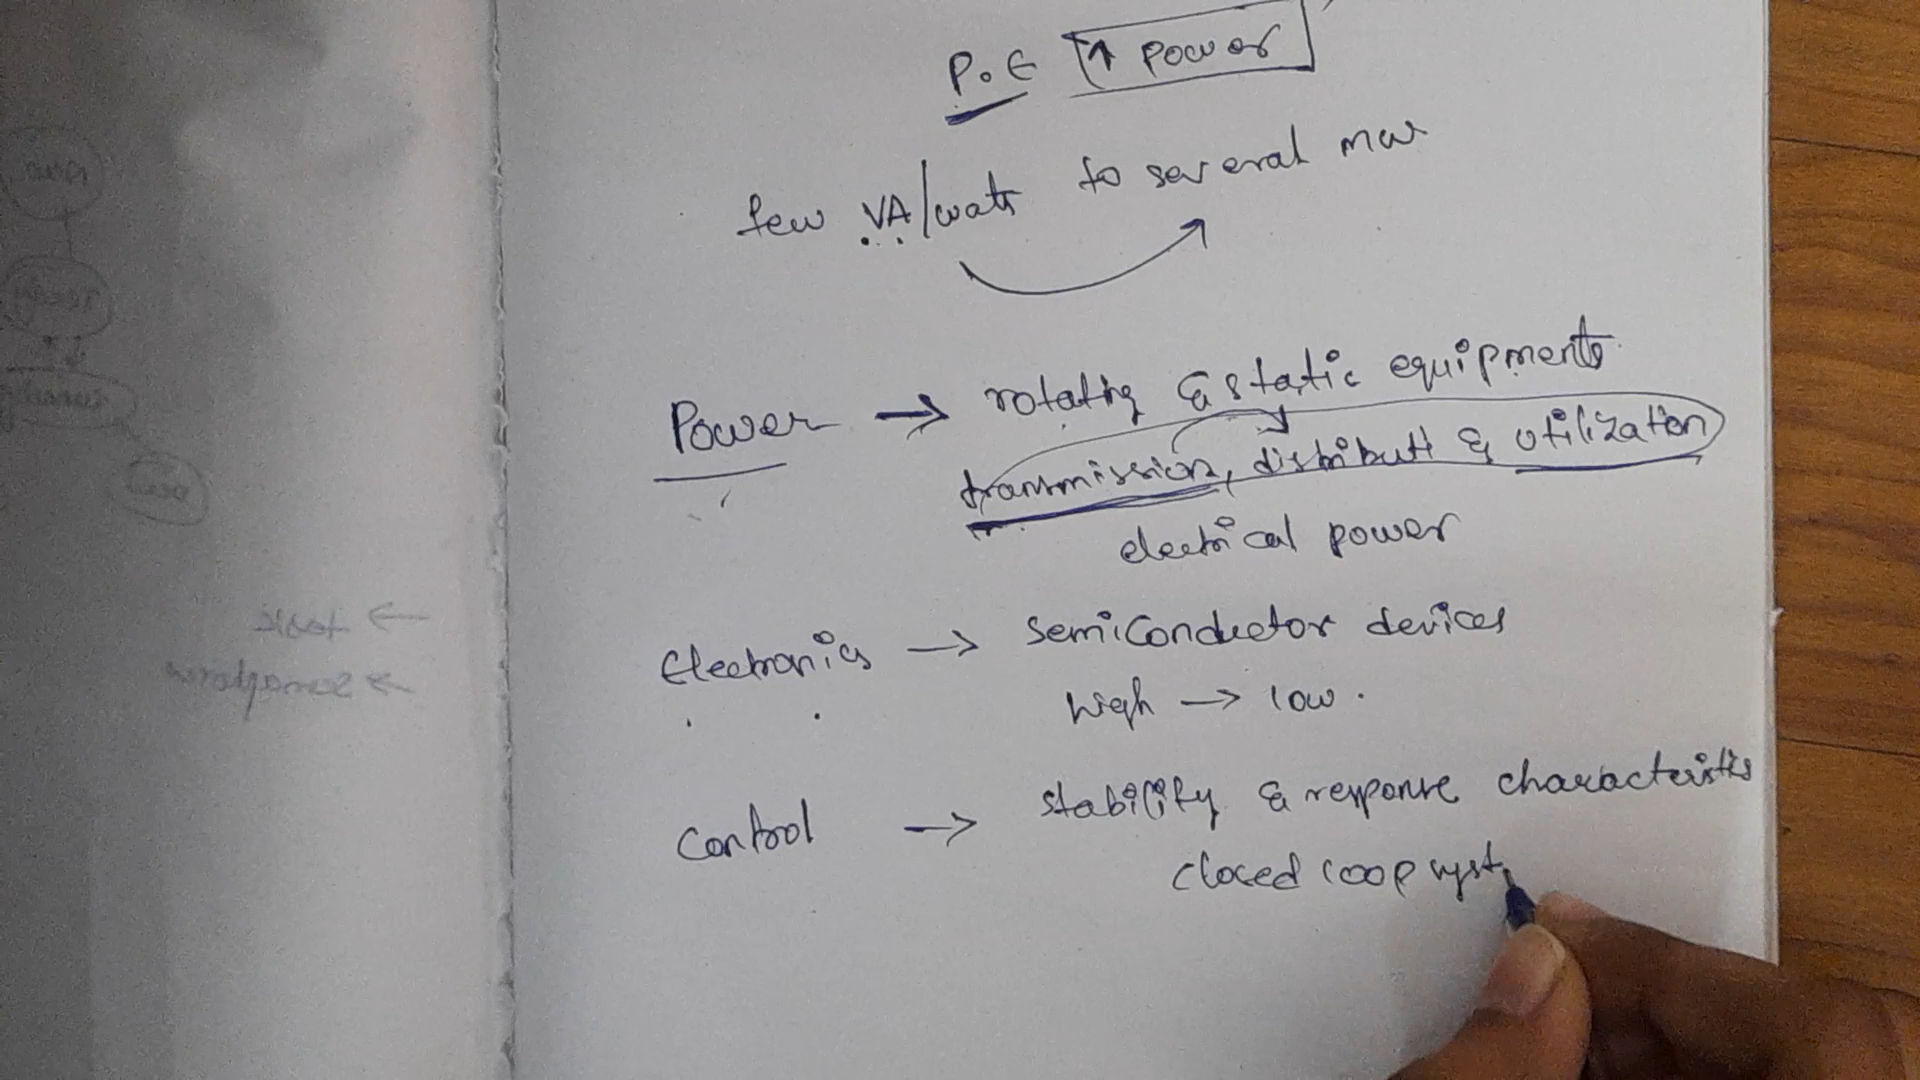 P.E ↑ Power
few VA/watts to several mw
Power → rotating & static equipments
transmission, distributi & utilization
electrical power
Electronics → semiconductor devices
high → low.
Control → stability & response characteristics
closed loop syst